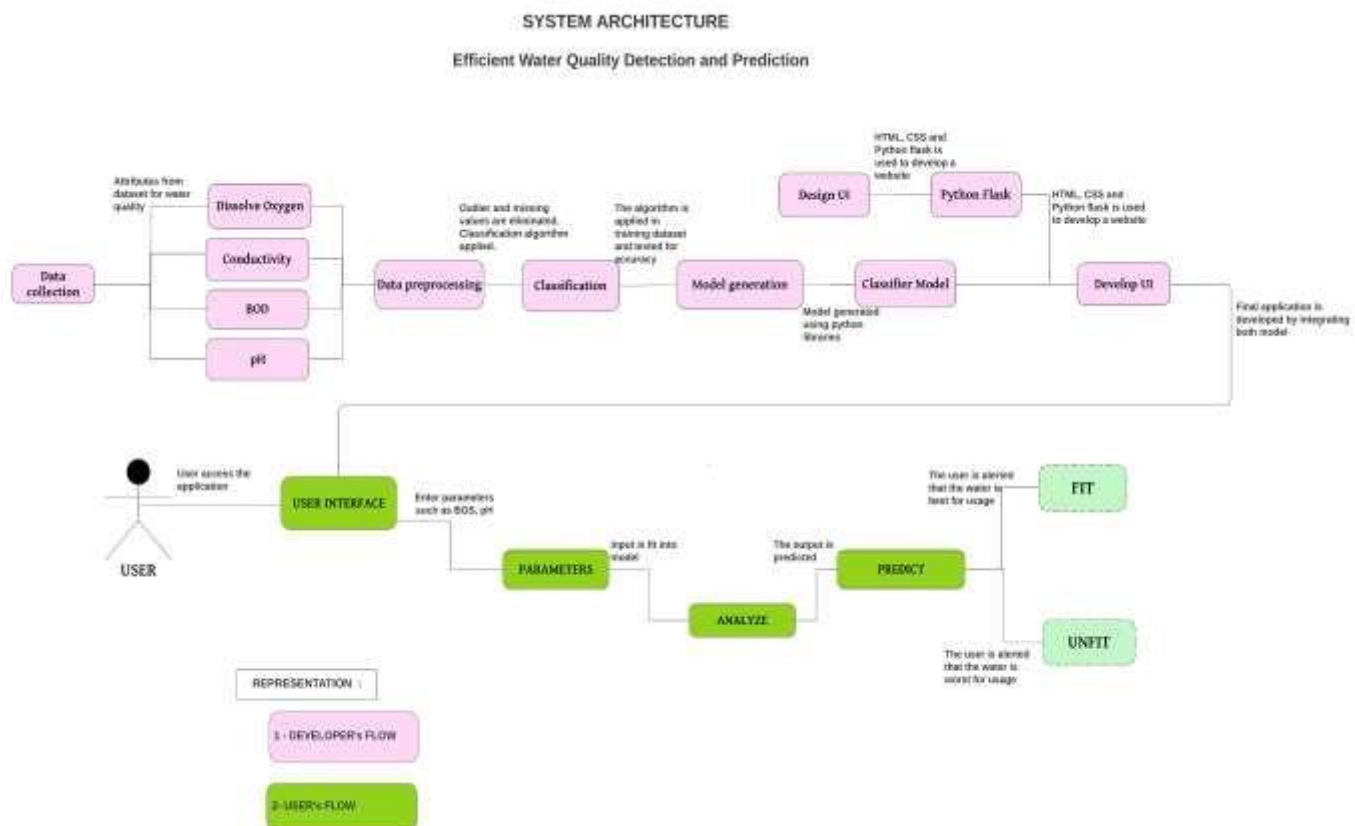 SYSTEM ARCHITECTURE
Efficient Water Quality Detection and Prediction
HTML, CSS and
Python flask is
used to develop a
website
Design UI
Python Flask
HTML, CSS and
Python flask is used
to develop a website
Attributes from
dataset for water
quality
Dissolve Oxygen
Conductivity
BOD
pH
Data
collection
Outlier and missing
values are eliminated.
Classification algorithm
applied.
The algorithm is
applied in
training dataset
and tested for
accuracy
Data preprocessing
Classification
Model generation
Classifier Model
Develop UI
Model generated
using python
libraries
Final application is
developed by integrating
both model
User access the
application
USER
USER INTERFACE
Enter parameters
such as BOS, pH
PARAMETERS
Input is fit into
model
ANALYZE
The output is
predicted
PREDICT
The user is alerted
that the water is
best for usage
FIT
UNFIT
The user is alerted
that the water is
worst for usage
REPRESENTATION :
1 - DEVELOPER's FLOW
2- USER's FLOW